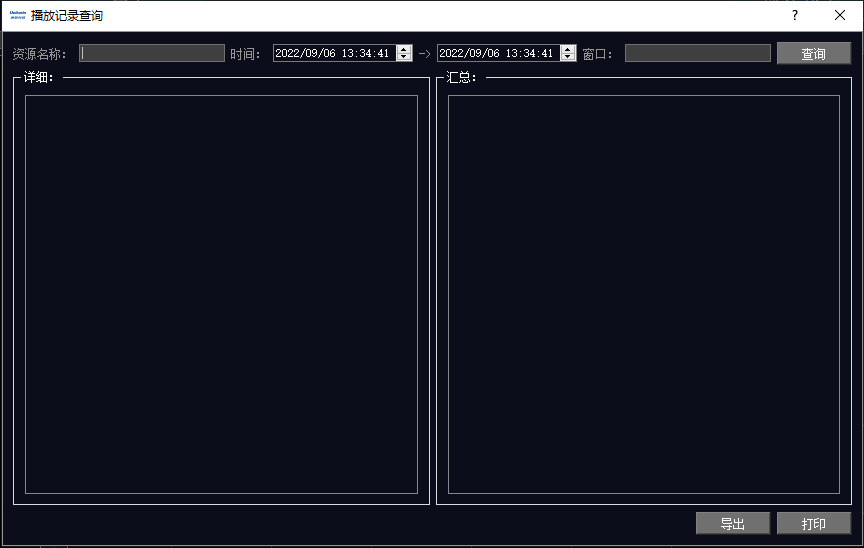 播放记录查询 ?
资源名称: 时间: 2022/09/06 13:34:41 -> 2022/09/06 13:34:41 窗口: 查询
详细: 汇总:
导出 打印